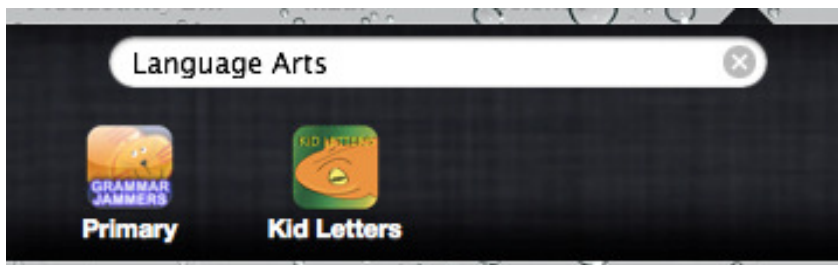 Language Arts
KID LETTERS
GRAMMAR
JAMMERS
Primary
Kid Letters